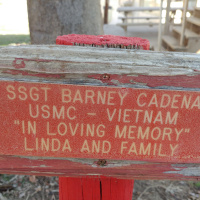 SSGT BARNEY CADENA
USMC - VIETNAM
"IN LOVING MEMORY"
LINDA AND FAMILY